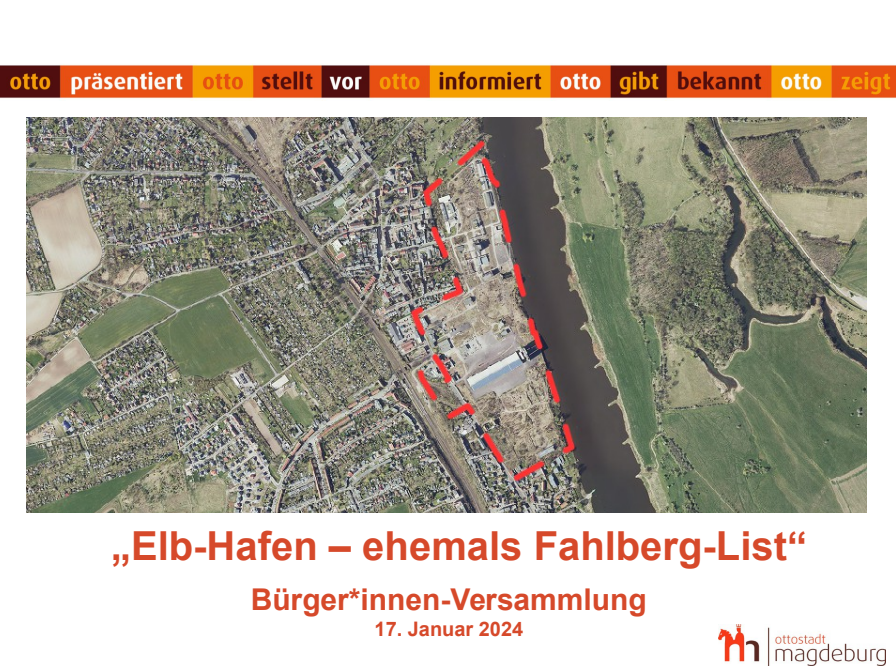 otto präsentiert otto stellt vor otto informiert otto gibt bekannt otto zeigt
„Elb-Hafen – ehemals Fahlberg-List“
Bürger*innen-Versammlung
17. Januar 2024
ottostadt
magdeburg